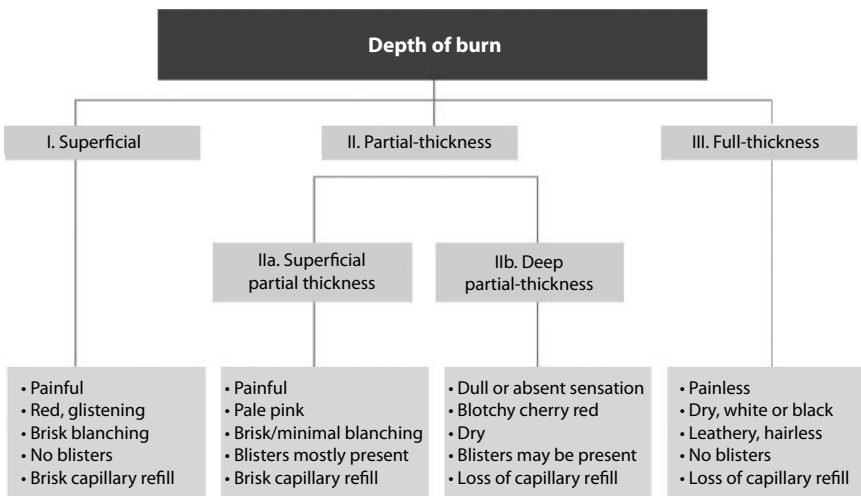 Depth of burn
I. Superficial
II. Partial-thickness
III. Full-thickness
IIa. Superficial
partial thickness
IIb. Deep
partial-thickness
• Painful
• Red, glistening
• Brisk blanching
• No blisters
• Brisk capillary refill
• Painful
• Pale pink
• Brisk/minimal blanching
• Blisters mostly present
• Brisk capillary refill
• Dull or absent sensation
• Blotchy cherry red
• Dry
• Blisters may be present
• Loss of capillary refill
• Painless
• Dry, white or black
• Leathery, hairless
• No blisters
• Loss of capillary refill